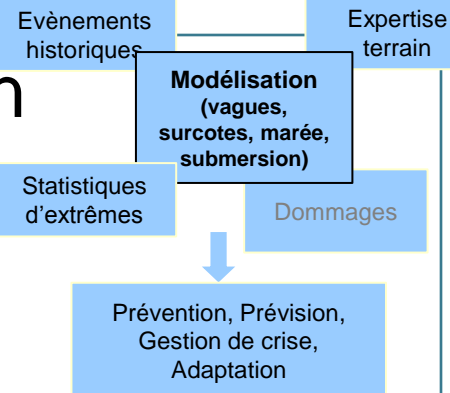 Evènements
historiques
Expertise
terrain
n
Modélisation
(vagues,
surcotes, marée,
submersion)
Statistiques
d'extrêmes
Dommages
Prévention, Prévision,
Gestion de crise,
Adaptation